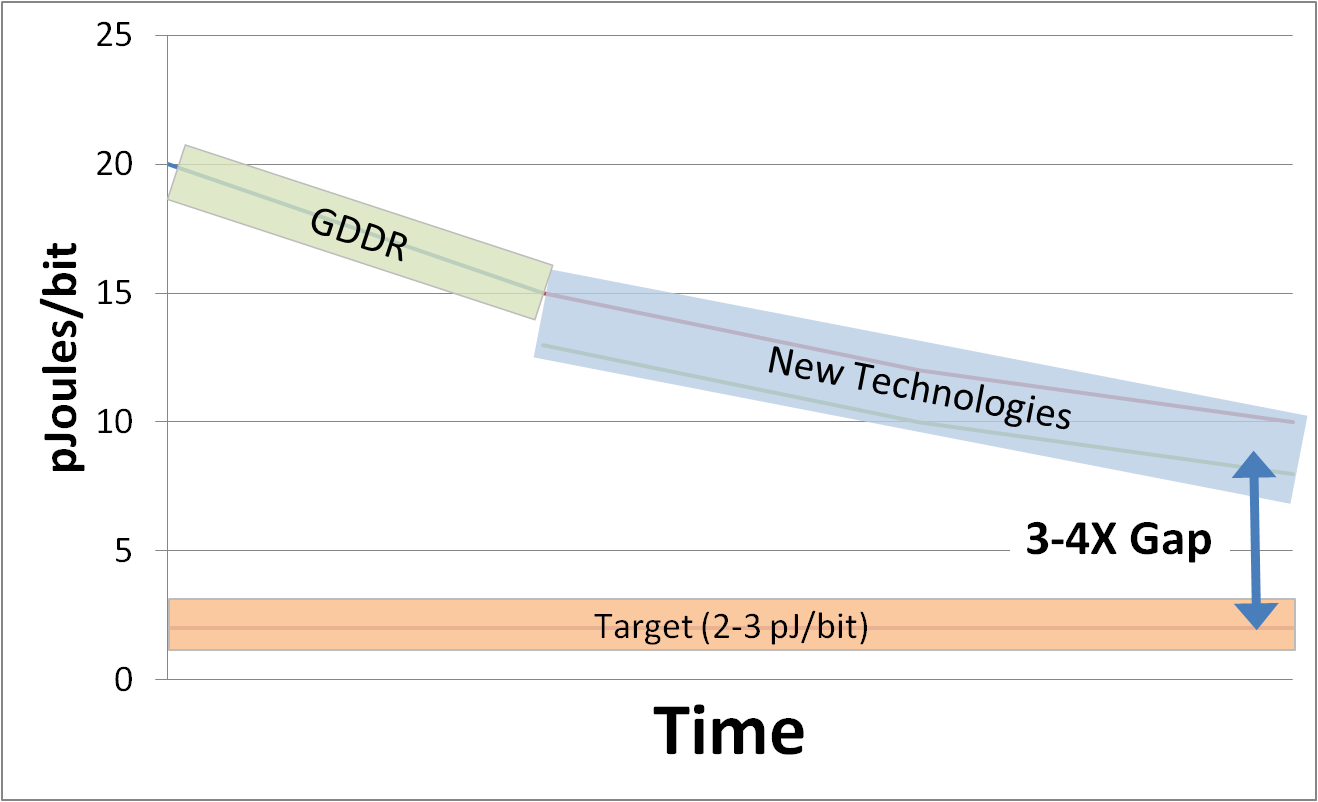 25
20
15
10
5
0
pJoules/bit
GDDR
New Technologies
3-4X Gap
Target (2-3 pJ/bit)
Time